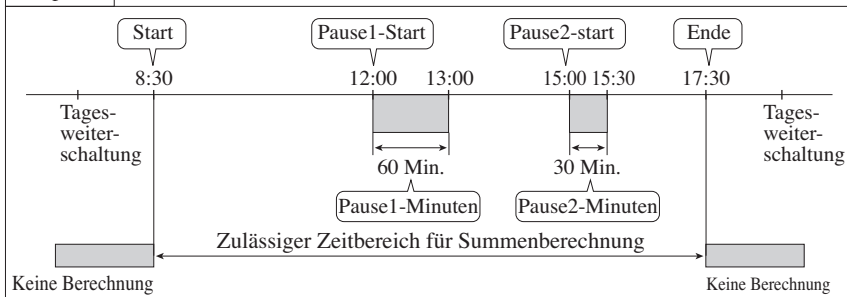 Start
Pause1-Start
Pause2-start
Ende
8:30
12:00
13:00
15:00
15:30
17:30
Tages-
weiter-
schaltung
Tages-
weiter-
schaltung
60 Min.
30 Min.
Pause1-Minuten
Pause2-Minuten
Zulässiger Zeitbereich für Summenberechnung
Keine Berechnung
Keine Berechnung